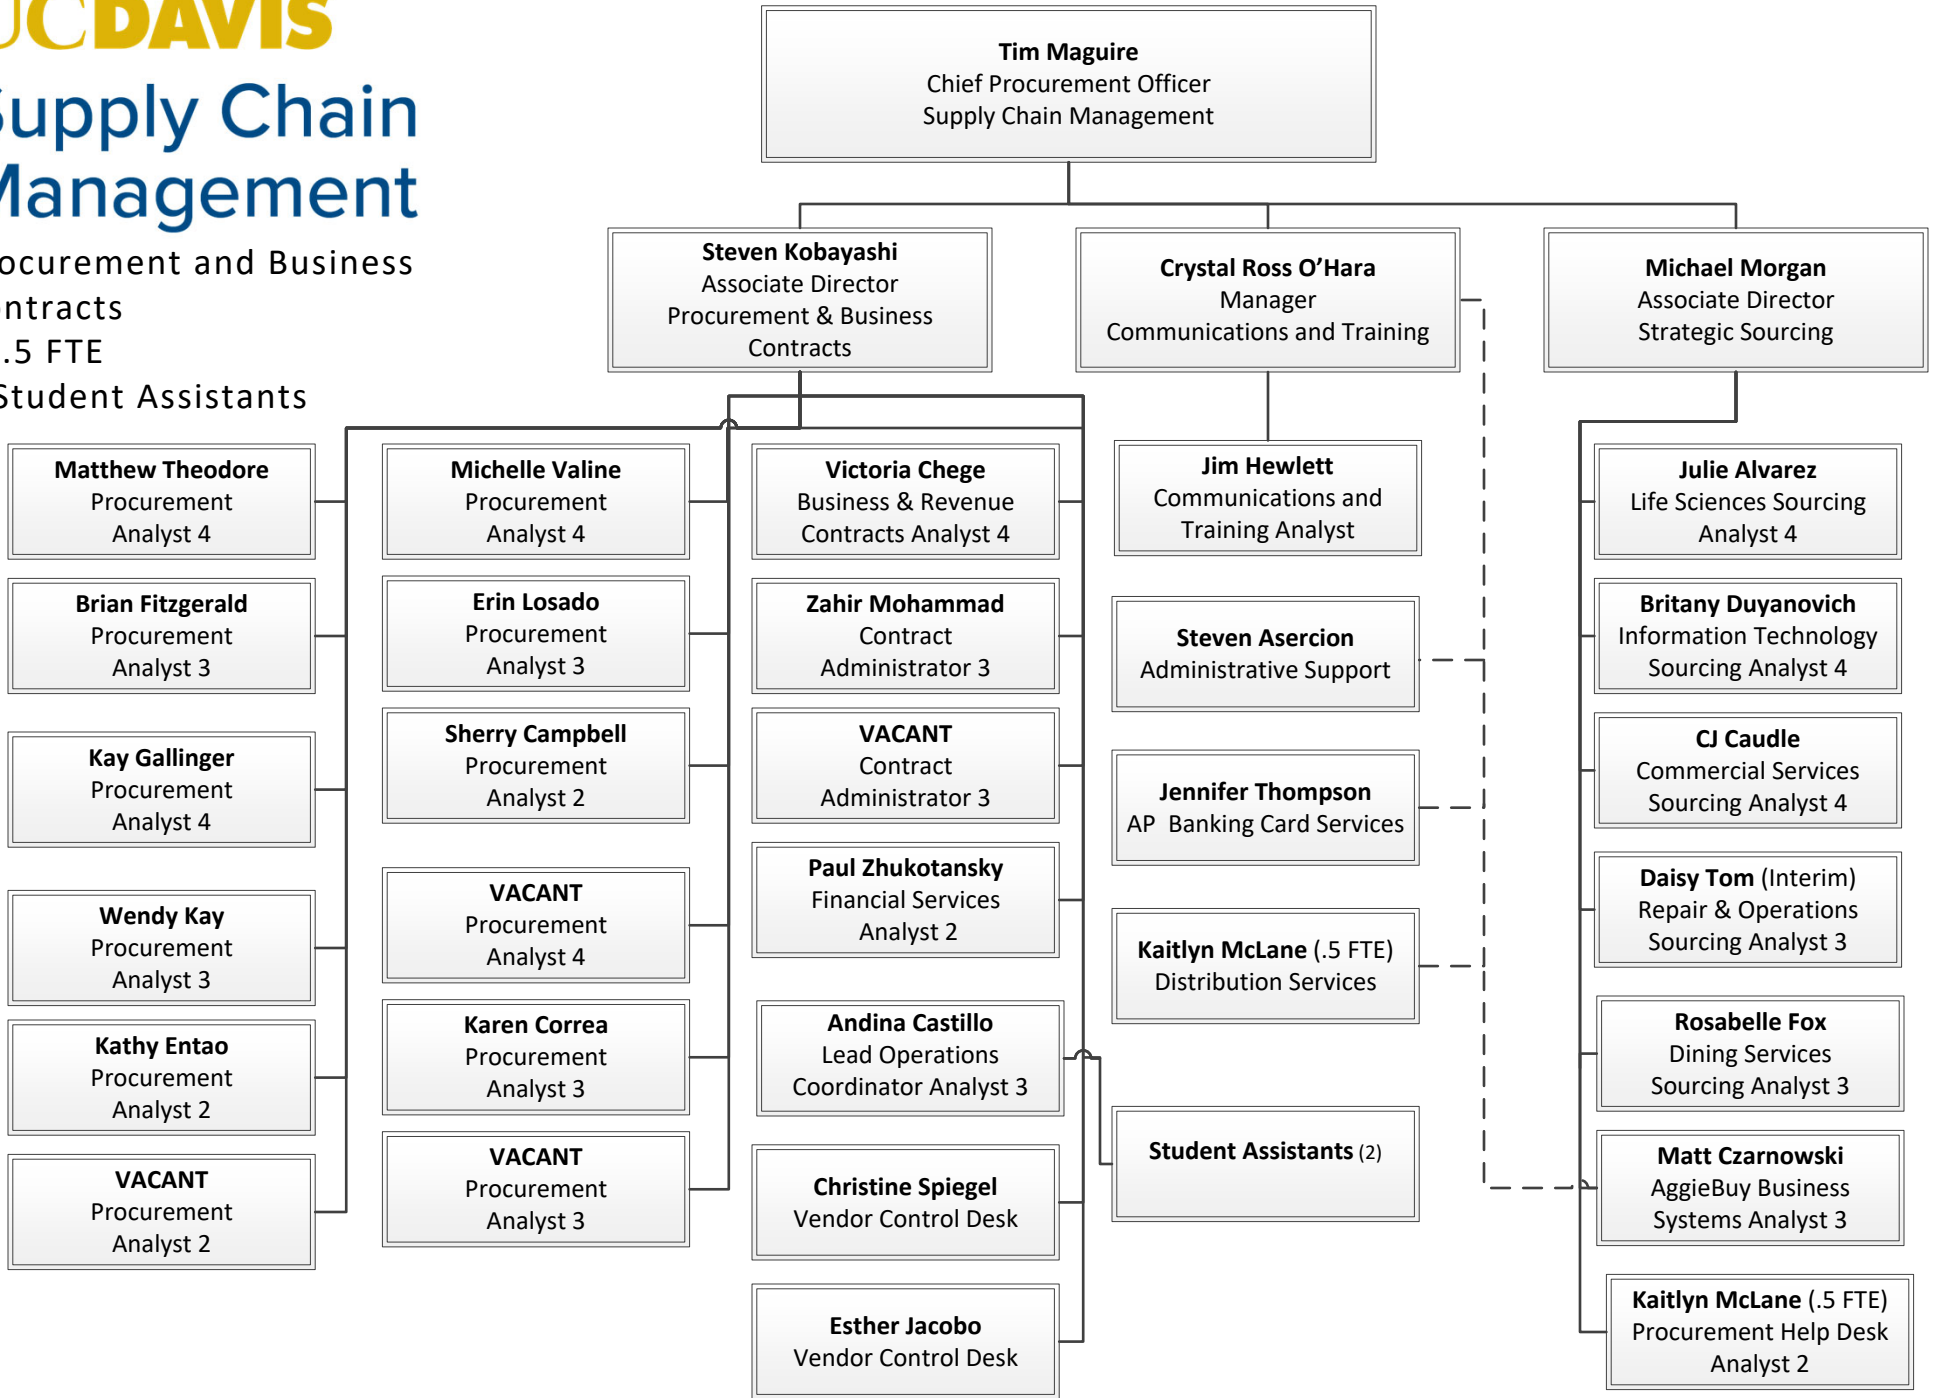 UCDAVIS
Supply Chain
Management
ocurement and Business
ntracts
.5 FTE
Student Assistants
Tim Maguire
Chief Procurement Officer
Supply Chain Management
Steven Kobayashi
Associate Director
Procurement & Business
Contracts
Crystal Ross O’Hara
Manager
Communications and Training
Michael Morgan
Associate Director
Strategic Sourcing
Matthew Theodore
Procurement
Analyst 4
Brian Fitzgerald
Procurement
Analyst 3
Kay Gallinger
Procurement
Analyst 4
Wendy Kay
Procurement
Analyst 3
Kathy Entao
Procurement
Analyst 2
VACANT
Procurement
Analyst 2
Michelle Valine
Procurement
Analyst 4
Erin Losado
Procurement
Analyst 3
Sherry Campbell
Procurement
Analyst 2
VACANT
Procurement
Analyst 4
Karen Correa
Procurement
Analyst 3
VACANT
Procurement
Analyst 3
Victoria Chege
Business & Revenue
Contracts Analyst 4
Zahir Mohammad
Contract
Administrator 3
VACANT
Contract
Administrator 3
Paul Zhukotansky
Financial Services
Analyst 2
Andina Castillo
Lead Operations
Coordinator Analyst 3
Christine Spiegel
Vendor Control Desk
Esther Jacobo
Vendor Control Desk
Jim Hewlett
Communications and
Training Analyst
Steven Asercion
Administrative Support
Jennifer Thompson
AP Banking Card Services
Kaitlyn McLane (.5 FTE)
Distribution Services
Student Assistants (2)
Julie Alvarez
Life Sciences Sourcing
Analyst 4
Britany Duyanovich
Information Technology
Sourcing Analyst 4
CJ Caudle
Commercial Services
Sourcing Analyst 4
Daisy Tom (Interim)
Repair & Operations
Sourcing Analyst 3
Rosabelle Fox
Dining Services
Sourcing Analyst 3
Matt Czarnowski
AggieBuy Business
Systems Analyst 3
Kaitlyn McLane (.5 FTE)
Procurement Help Desk
Analyst 2